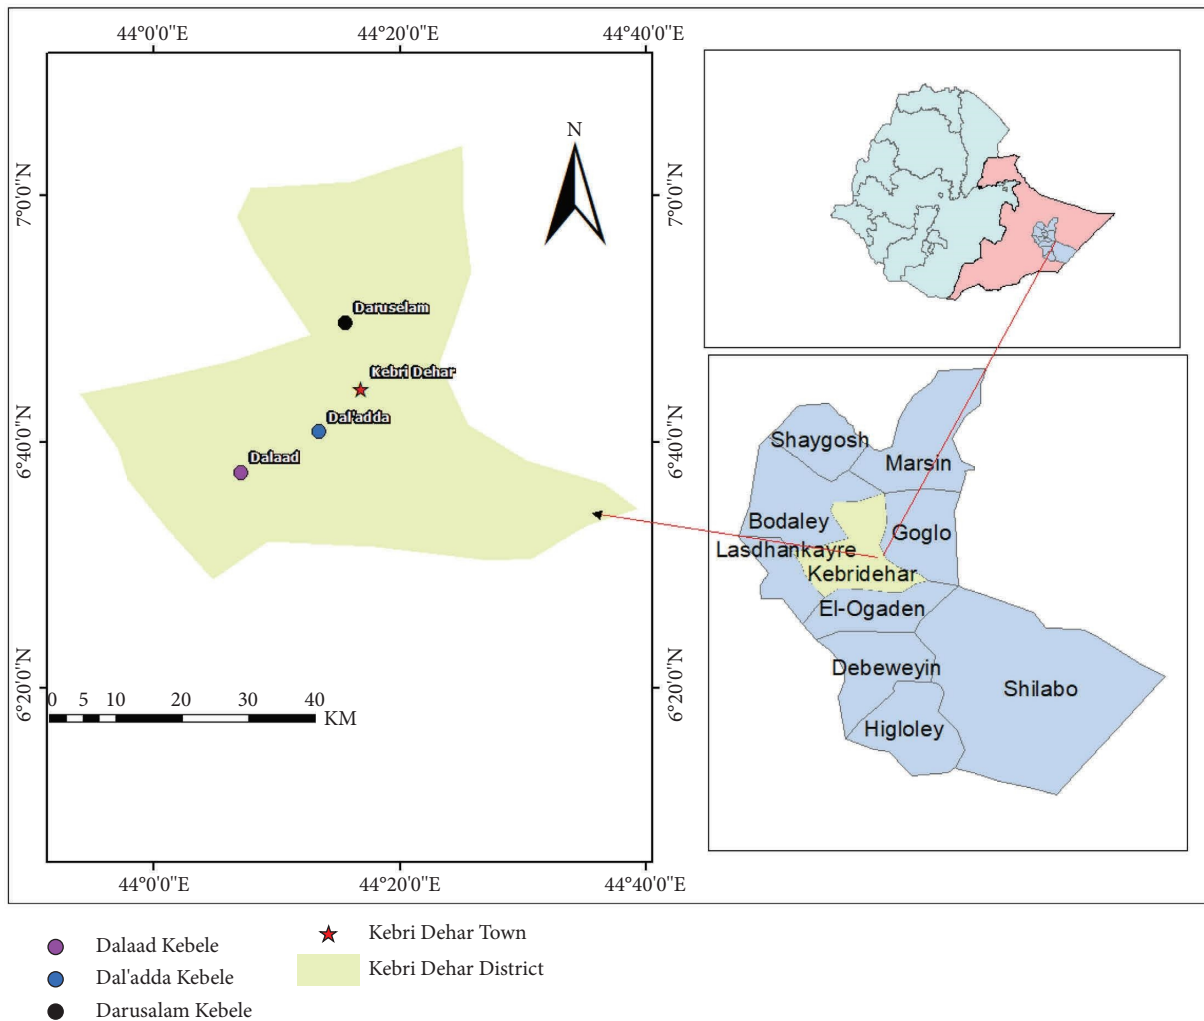 44°0'0"E 44°20'0"E 44°40'0"E
N
7°0'0"N
7°0'0"N
Daruselam
Kebri Dehar
Dal'adda
Dalaad
6°40'0"N
6°40'0"N
6°20'0"N
6°20'0"N
0 5 10 20 30 40
KM
44°0'0"E 44°20'0"E 44°40'0"E
Shaygosh
Marsin
Bodaley
Goglo
Lasdhankayre
Kebridehar
El-Ogaden
Debeweyin
Shilabo
Higloley
Dalaad Kebele
Dal'adda Kebele
Darusalam Kebele
Kebri Dehar Town
Kebri Dehar District